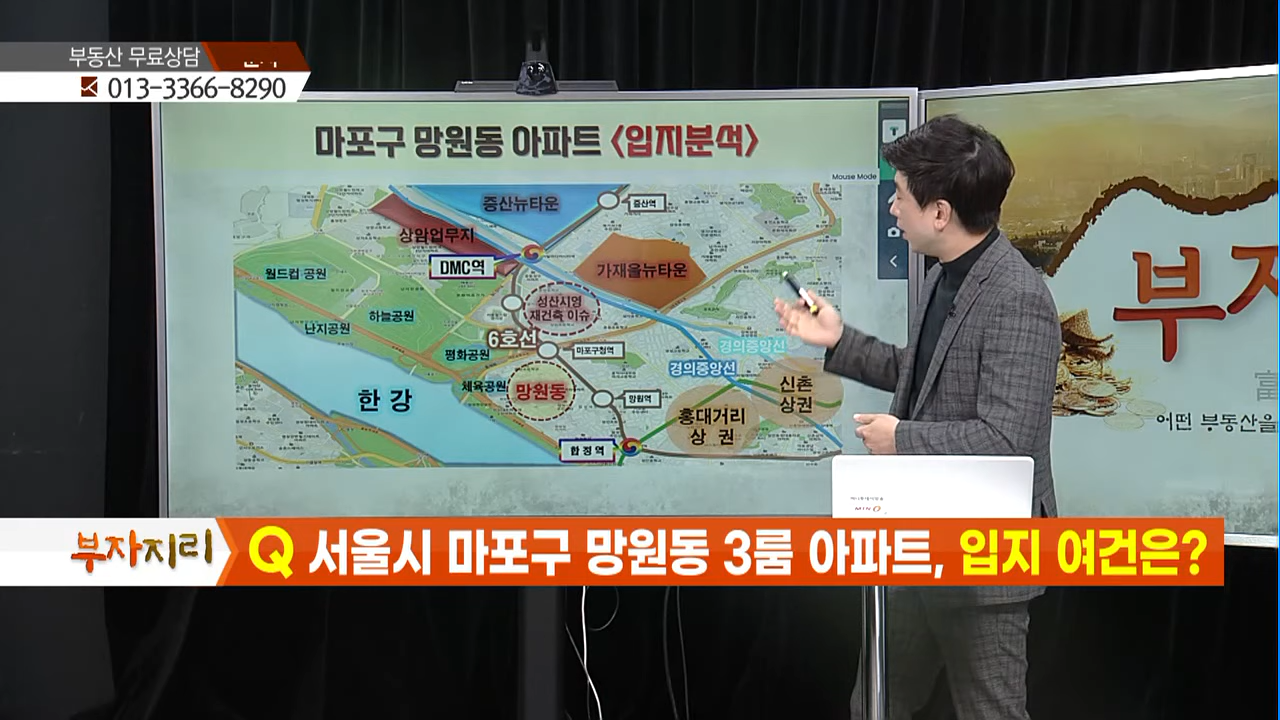 부동산 무료상담
013-3366-8290
마포구 망원동 아파트 <입지분석>
Mouse Mode
T
증산뉴타운
증산역
상암업무지
DMC역
가재울뉴타운
월드컵 공원
성산시영
재건축 이슈
하늘공원
난지공원
6호선
마포구청역
평화공원
경의중앙선
경의중앙선
체육공원
망원동
한 강
망원역
신촌
상권
홍대거리
상 권
합정역
부자
富
어떤 부동산을
MTN
부자지리
Q 서울시 마포구 망원동 3룸 아파트, 입지 여건은?